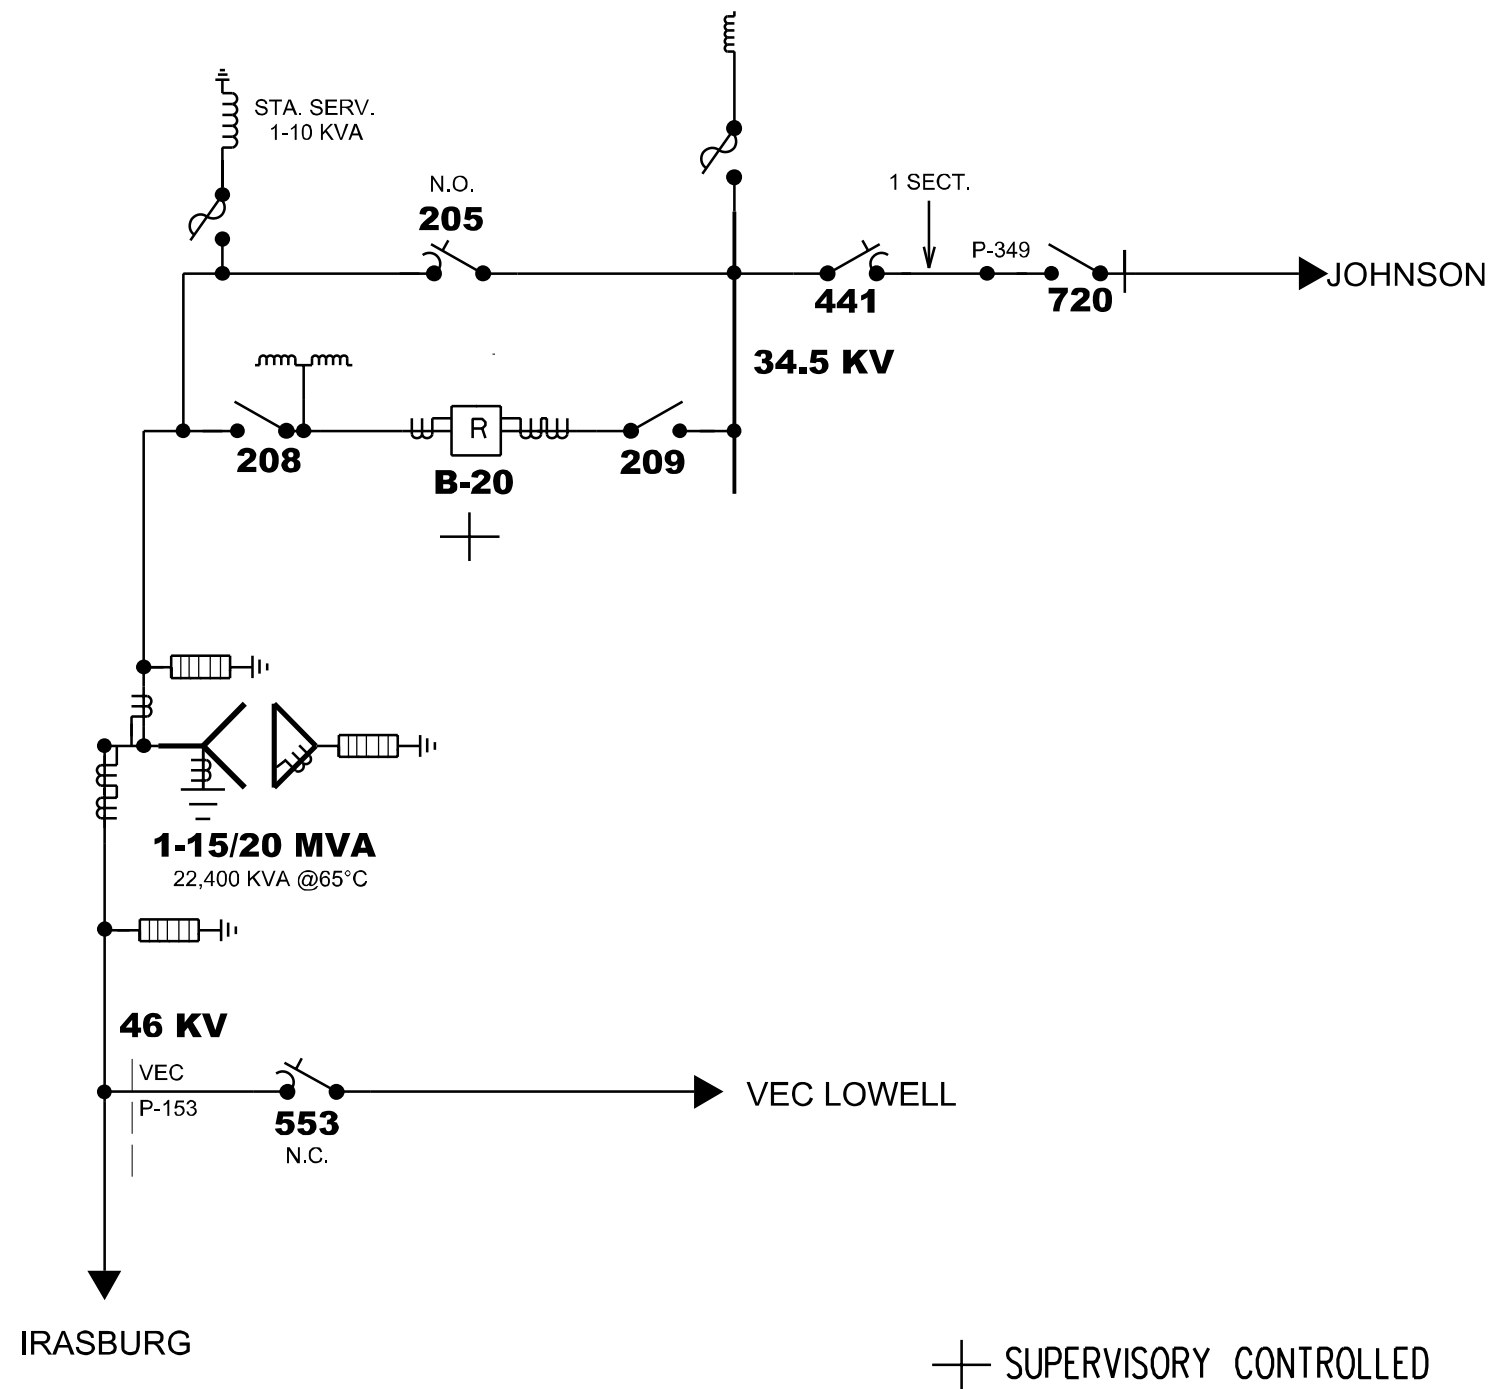 STA. SERV.
1-10 KVA
N.O.
205
1 SECT.
P-349
441
720
JOHNSON
34.5 KV
208
R
B-20
209
1-15/20 MVA
22,400 KVA @65°C
46 KV
VEC
P-153
553
N.C.
VEC LOWELL
IRASBURG
SUPERVISORY CONTROLLED